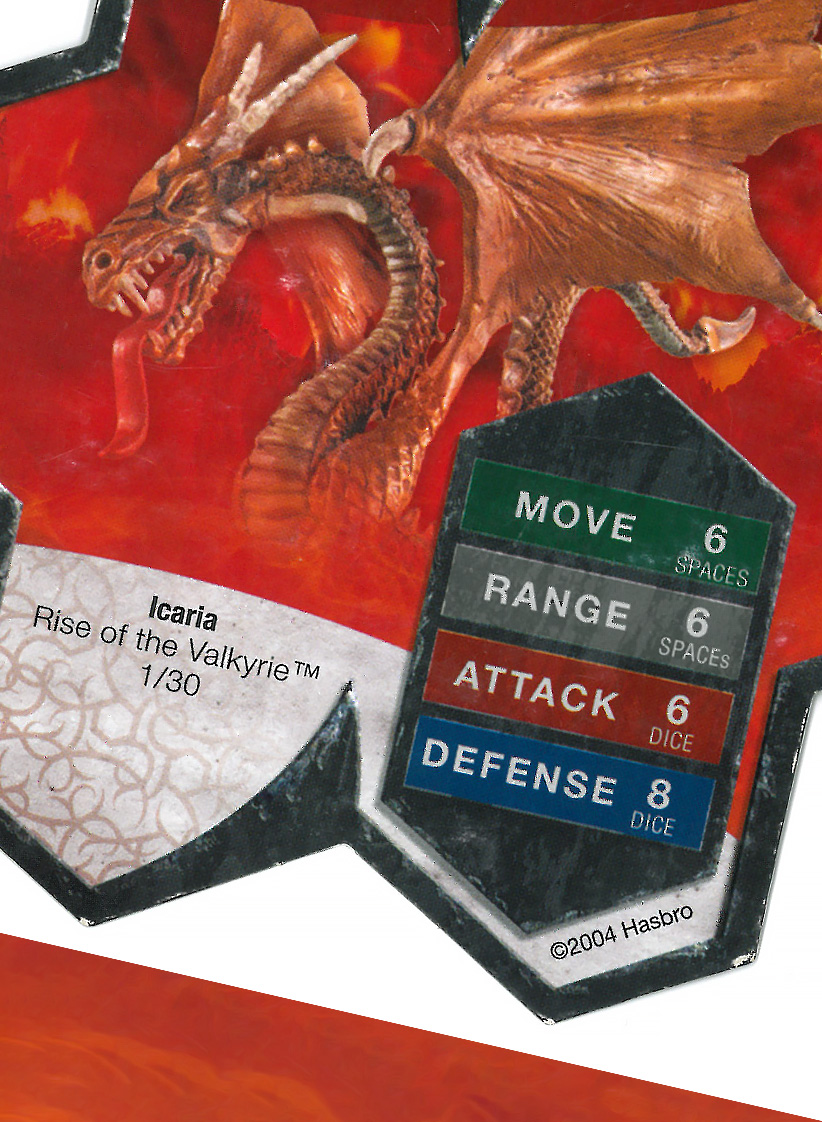 Icaria
Rise of the Valkyrie™
1/30
MOVE 6
SPACES
RANGE 6
SPACEs
ATTACK 6
DICE
DEFENSE 8
DICE
©2004 Hasbro